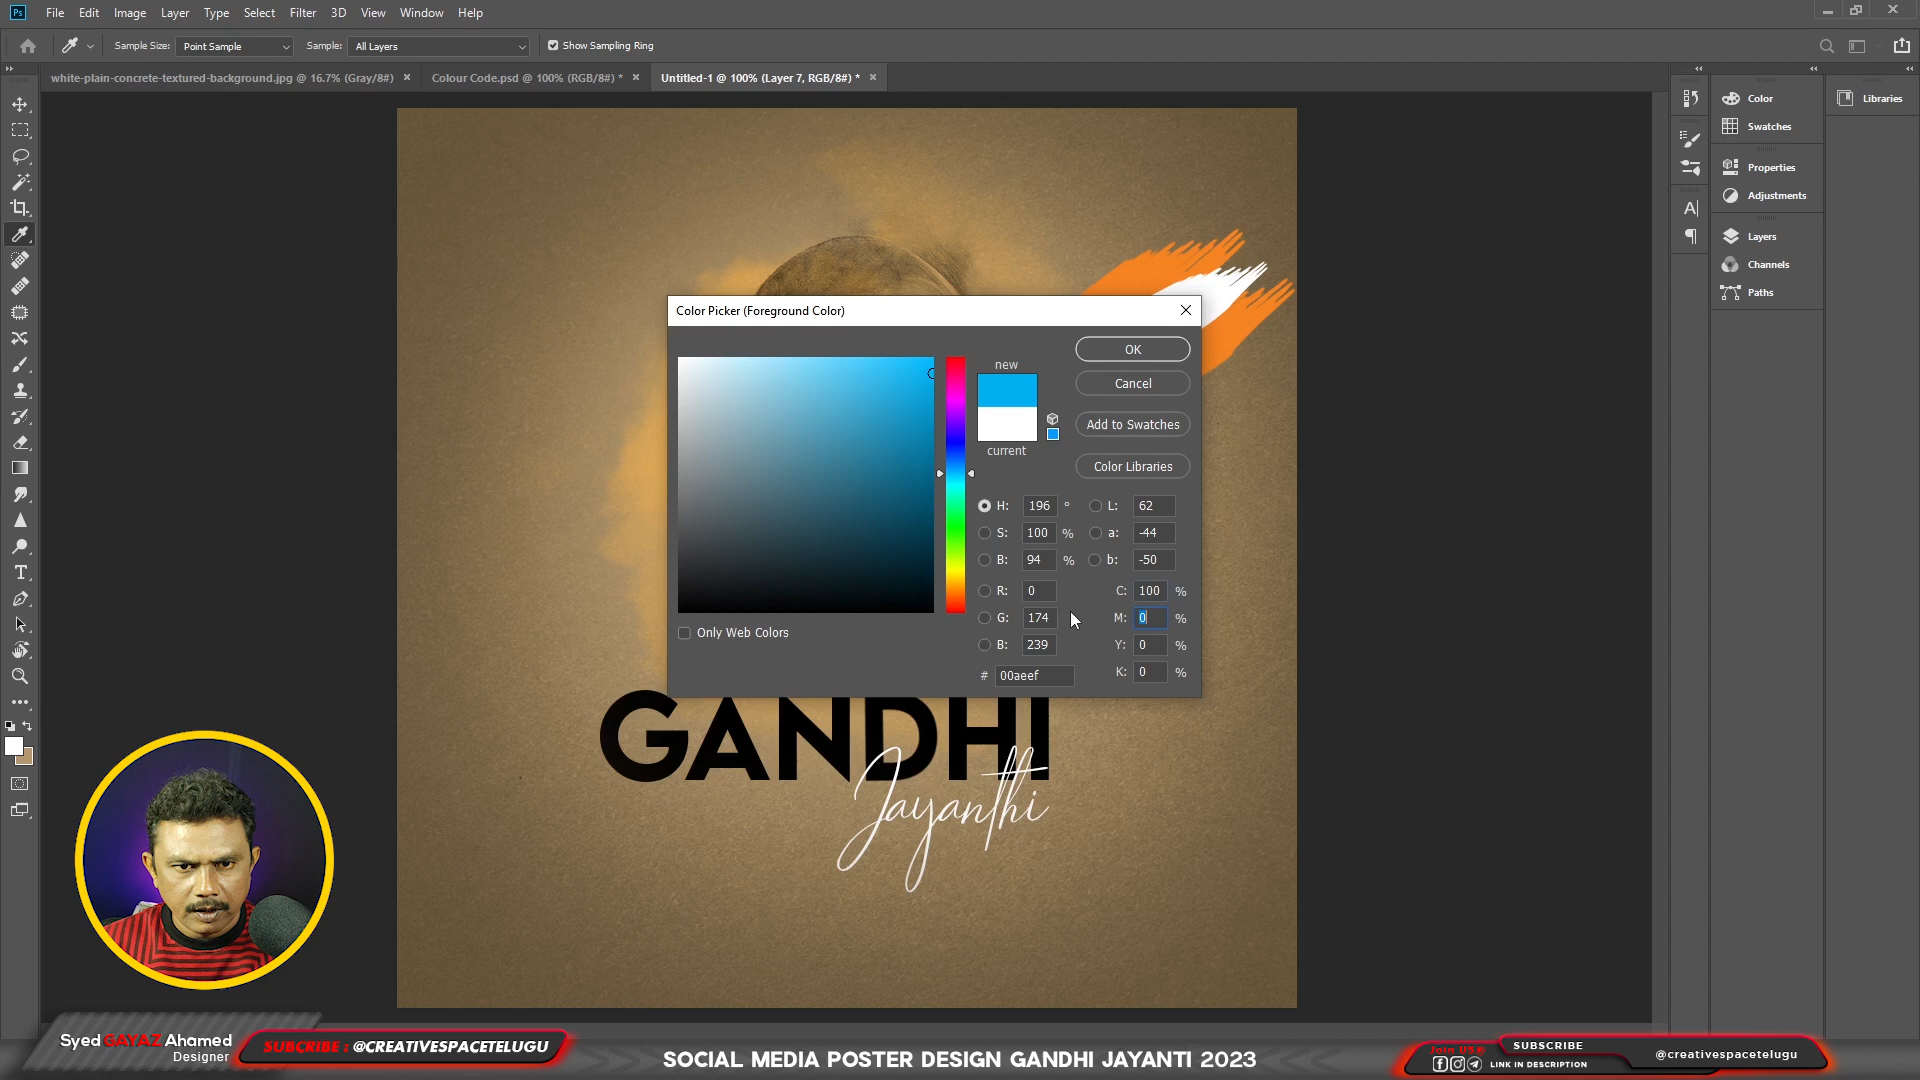 Ps File Edit Image Layer Type Select Filter 3D View Window Help
Sample Size: Point Sample Sample: All Layers Show Sampling Ring
white-plain-concrete-textured-background.jpg @ 16.7% (Gray/8#) × Colour Code.psd @ 100% (RGB/8#) * × Untitled-1 @ 100% (Layer 7, RGB/8#) * ×
Color
Swatches
Properties
Adjustments
Layers
Channels
Paths
Libraries
Color Picker (Foreground Color)
new
current
OK
Cancel
Add to Swatches
Color Libraries
H: 196 ° L: 62
S: 100 % a: -44
B: 94 % b: -50
R: 0 C: 100 %
G: 174 M: 0 %
B: 239 Y: 0 %
# 00aeef K: 0 %
Only Web Colors
GANDHI
Jayanthi
Syed GAYAZ Ahamed
Designer
SUBCRIBE : @CREATIVESPACETELUGU
SOCIAL MEDIA POSTER DESIGN GANDHI JAYANTI 2023
Join US@
SUBSCRIBE
LINK IN DESCRIPTION
@creativespacetelugu